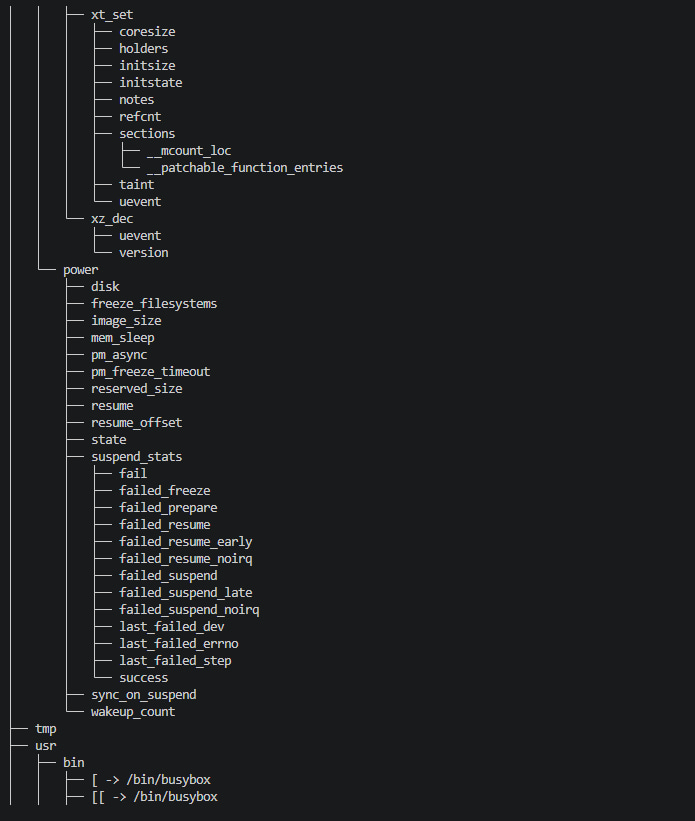 │   │   ├── xt_set
│   │   │   ├── coresize
│   │   │   ├── holders
│   │   │   ├── initsize
│   │   │   ├── initstate
│   │   │   ├── notes
│   │   │   ├── refcnt
│   │   │   ├── sections
│   │   │   │   ├── __mcount_loc
│   │   │   │   └── __patchable_function_entries
│   │   │   ├── taint
│   │   │   └── uevent
│   │   └── xz_dec
│   │       ├── uevent
│   │       └── version
│   └── power
│       ├── disk
│       ├── freeze_filesystems
│       ├── image_size
│       ├── mem_sleep
│       ├── pm_async
│       ├── pm_freeze_timeout
│       ├── reserved_size
│       ├── resume
│       ├── resume_offset
│       ├── state
│       ├── suspend_stats
│       │   ├── fail
│       │   ├── failed_freeze
│       │   ├── failed_prepare
│       │   ├── failed_resume
│       │   ├── failed_resume_early
│       │   ├── failed_resume_noirq
│       │   ├── failed_suspend
│       │   ├── failed_suspend_late
│       │   ├── failed_suspend_noirq
│       │   ├── last_failed_dev
│       │   ├── last_failed_errno
│       │   ├── last_failed_step
│       │   └── success
│       ├── sync_on_suspend
│       └── wakeup_count
├── tmp
├── usr
│   ├── bin
│   │   ├── [ -> /bin/busybox
│   │   ├── [[ -> /bin/busybox